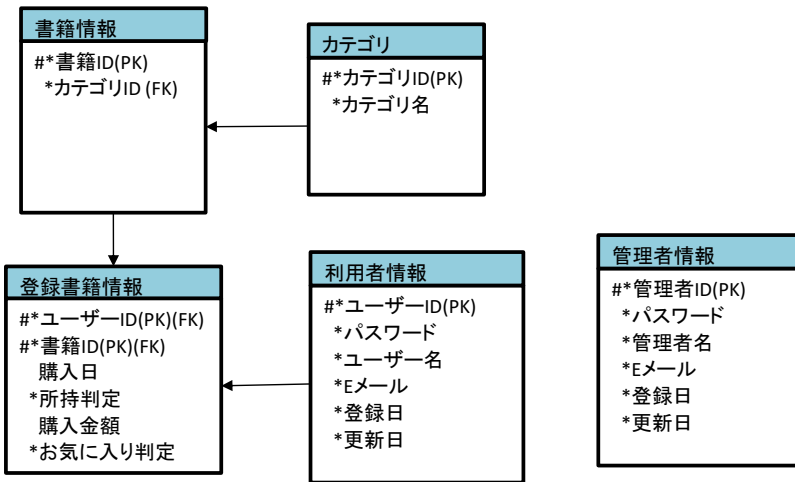 書籍情報
#*書籍ID(PK)
*カテゴリID (FK)
カテゴリ
#*カテゴリID(PK)
*カテゴリ名
登録書籍情報
#*ユーザーID(PK)(FK)
#*書籍ID(PK)(FK)
購入日
*所持判定
購入金額
*お気に入り判定
利用者情報
#*ユーザーID(PK)
*パスワード
*ユーザー名
*Eメール
*登録日
*更新日
管理者情報
#*管理者ID(PK)
*パスワード
*管理者名
*Eメール
*登録日
*更新日